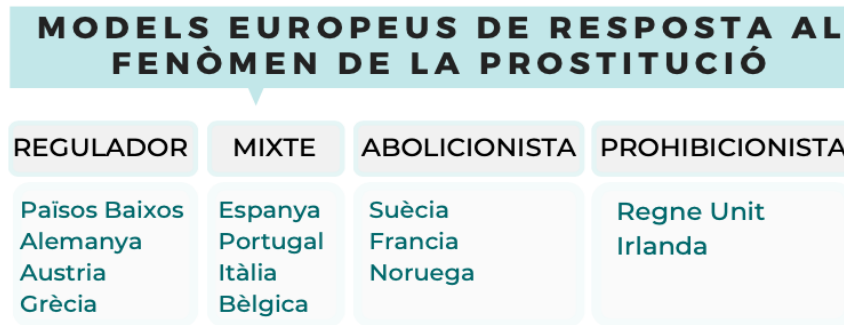 MODELS EUROPEUS DE RESPOSTA AL
FENÒMEN DE LA PROSTITUCIÓ
REGULADOR
Països Baixos
Alemanya
Austria
Grècia
MIXTE
Espanya
Portugal
Itàlia
Bèlgica
ABOLICIONISTA
Suècia
Francia
Noruega
PROHIBICIONISTA
Regne Unit
Irlanda